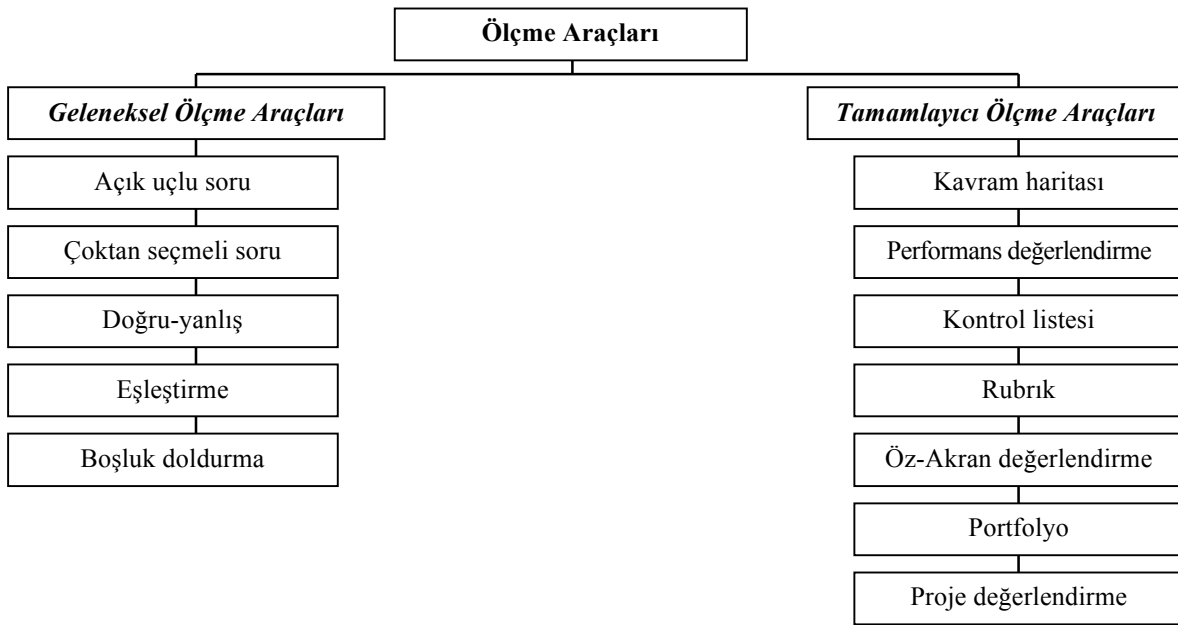 Ölçme Araçları
Geleneksel Ölçme Araçları
Açık uçlu soru
Çoktan seçmeli soru
Doğru-yanlış
Eşleştirme
Boşluk doldurma
Tamamlayıcı Ölçme Araçları
Kavram haritası
Performans değerlendirme
Kontrol listesi
Rubrık
Öz-Akran değerlendirme
Portfolyo
Proje değerlendirme